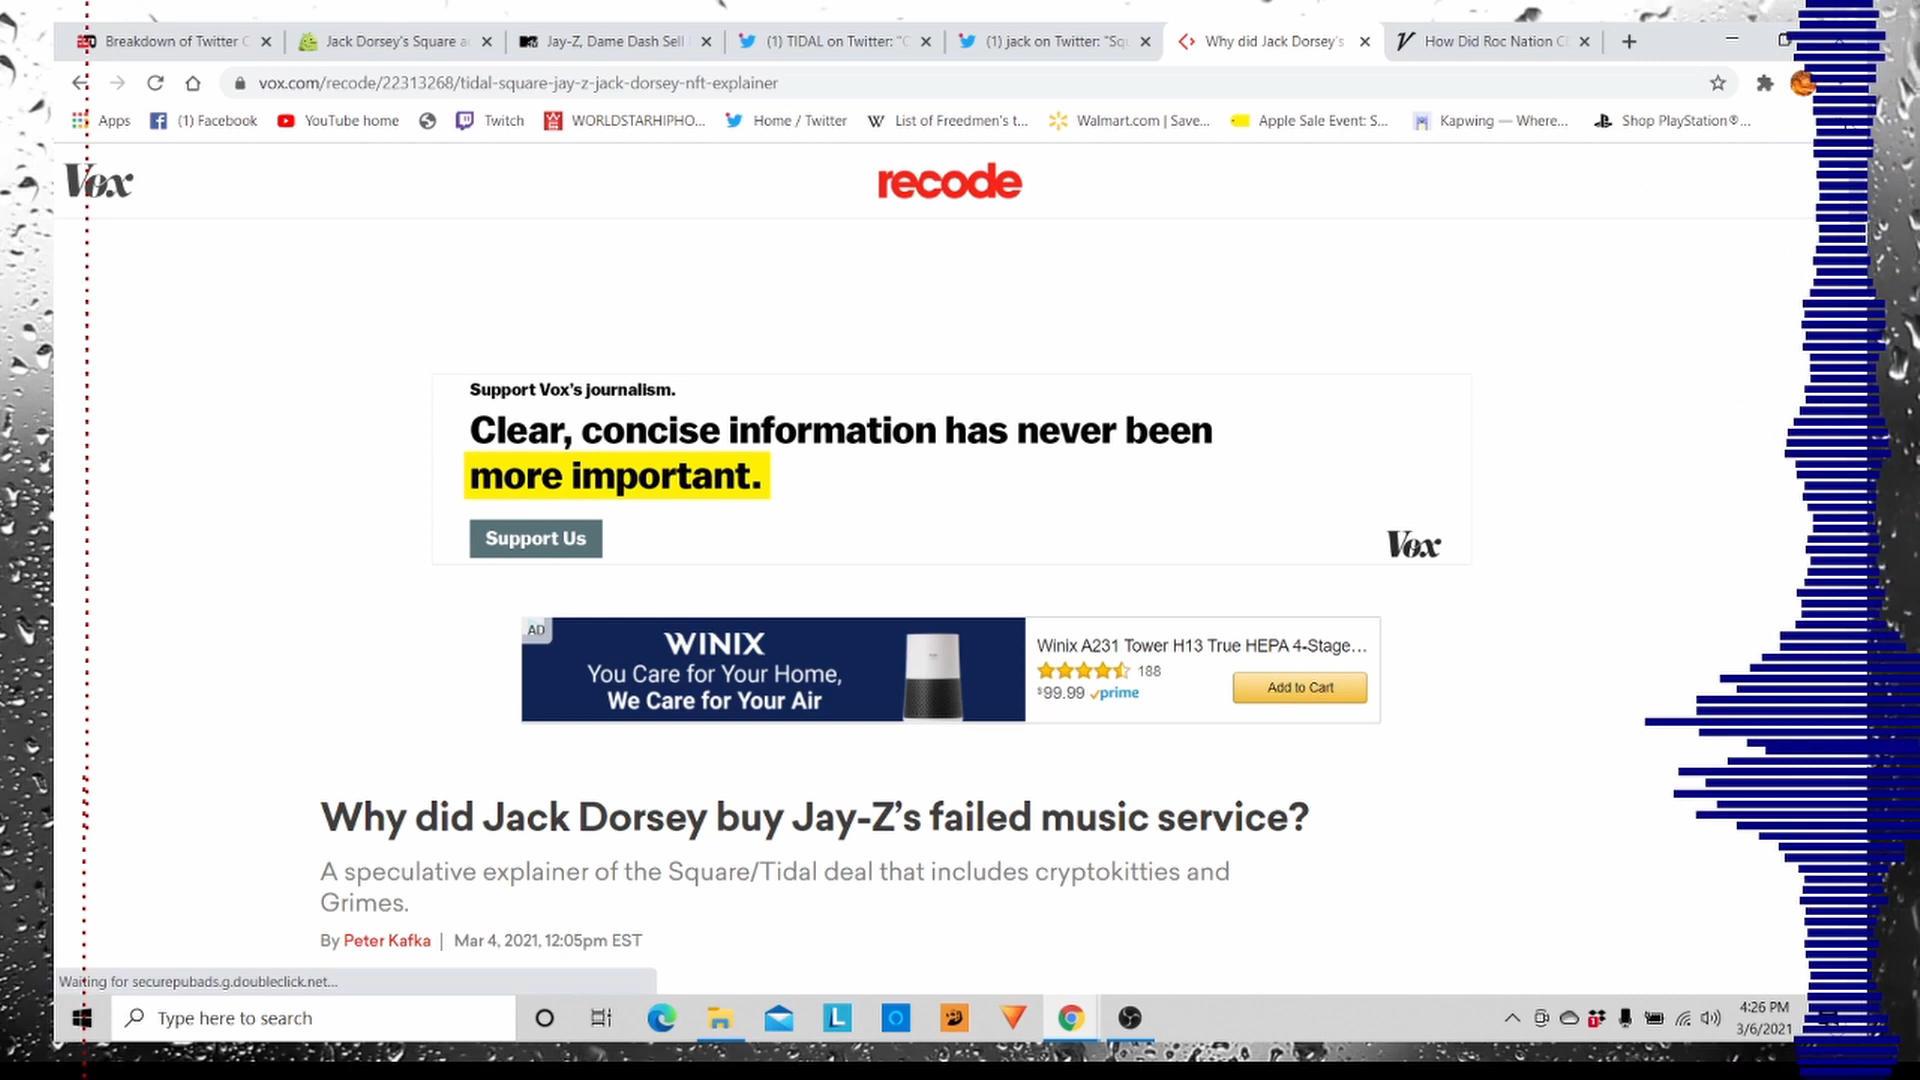 Breakdown of Twitter
Jack Dorsey's Square a
Jay-Z, Dame Dash Sell
(1) TIDAL on Twitter: "
(1) jack on Twitter: "Sq
Why did Jack Dorsey's
How Did Roc Nation C
vox.com/recode/22313268/tidal-square-jay-z-jack-dorsey-nft-explainer
Apps
(1) Facebook
YouTube home
Twitch
WORLDSTARHIPHO...
Home / Twitter
List of Freedmen's t...
Walmart.com | Save...
Apple Sale Event: S...
Kapwing — Where...
Shop PlayStation®...
Vox
recode
Support Vox's journalism.
Clear, concise information has never been
more important.
Support Us
Vox
AD
WINIX
You Care for Your Home,
We Care for Your Air
Winix A231 Tower H13 True HEPA 4-Stage...
188
$99.99 prime
Add to Cart
Why did Jack Dorsey buy Jay-Z's failed music service?
A speculative explainer of the Square/Tidal deal that includes cryptokitties and
Grimes.
By Peter Kafka | Mar 4, 2021, 12:05pm EST
Waiting for securepubads.g.doubleclick.net...
Type here to search
4:26 PM
3/6/2021